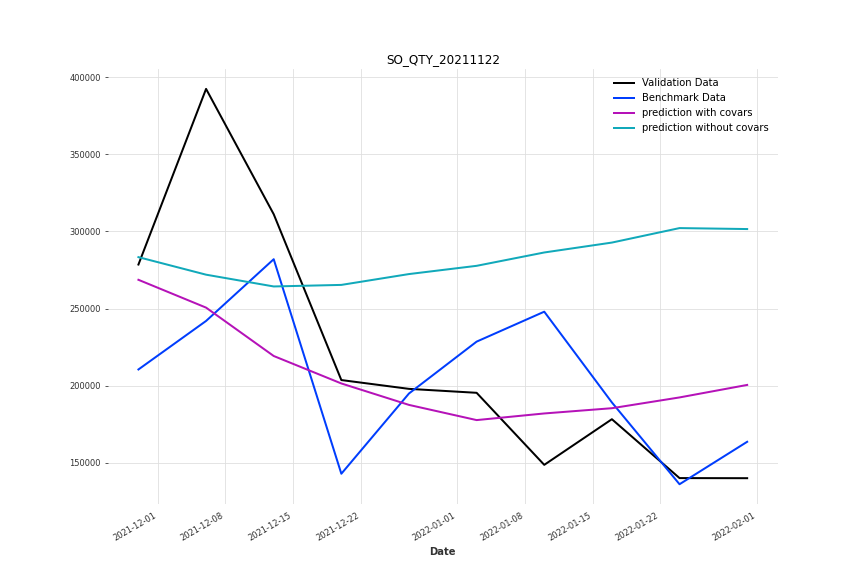 SO_QTY_20211122
400000
350000
300000
250000
200000
150000
Validation Data
Benchmark Data
prediction with covars
prediction without covars
2021-12-01
2021-12-08
2021-12-15
2021-12-22
2022-01-01
2022-01-08
2022-01-15
2022-01-22
2022-02-01
Date